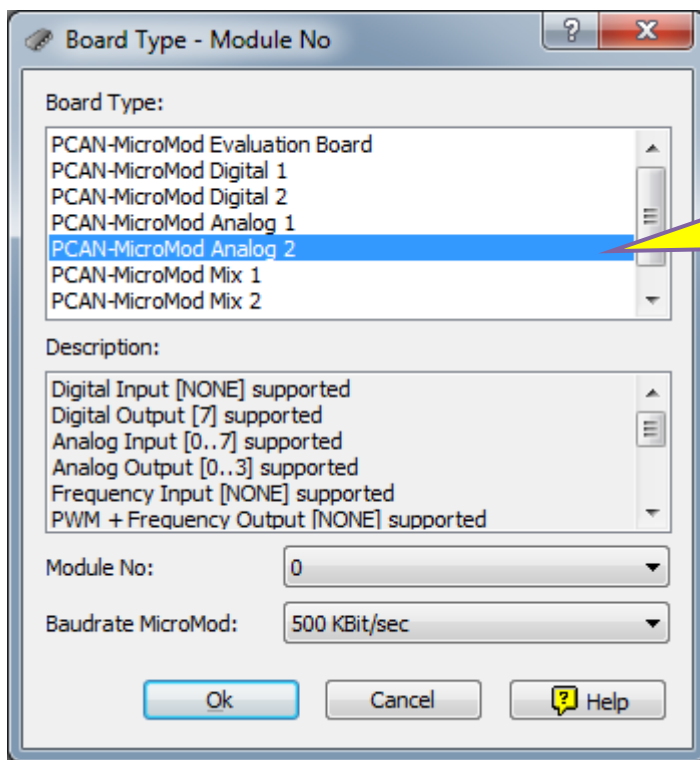 Board Type - Module No
Board Type:
PCAN-MicroMod Evaluation Board
PCAN-MicroMod Digital 1
PCAN-MicroMod Digital 2
PCAN-MicroMod Analog 1
PCAN-MicroMod Analog 2
PCAN-MicroMod Mix 1
PCAN-MicroMod Mix 2
Description:
Digital Input [NONE] supported
Digital Output [7] supported
Analog Input [0..7] supported
Analog Output [0..3] supported
Frequency Input [NONE] supported
PWM + Frequency Output [NONE] supported
Module No: 0
Baudrate MicroMod: 500 KBit/sec
Ok Cancel ? Help